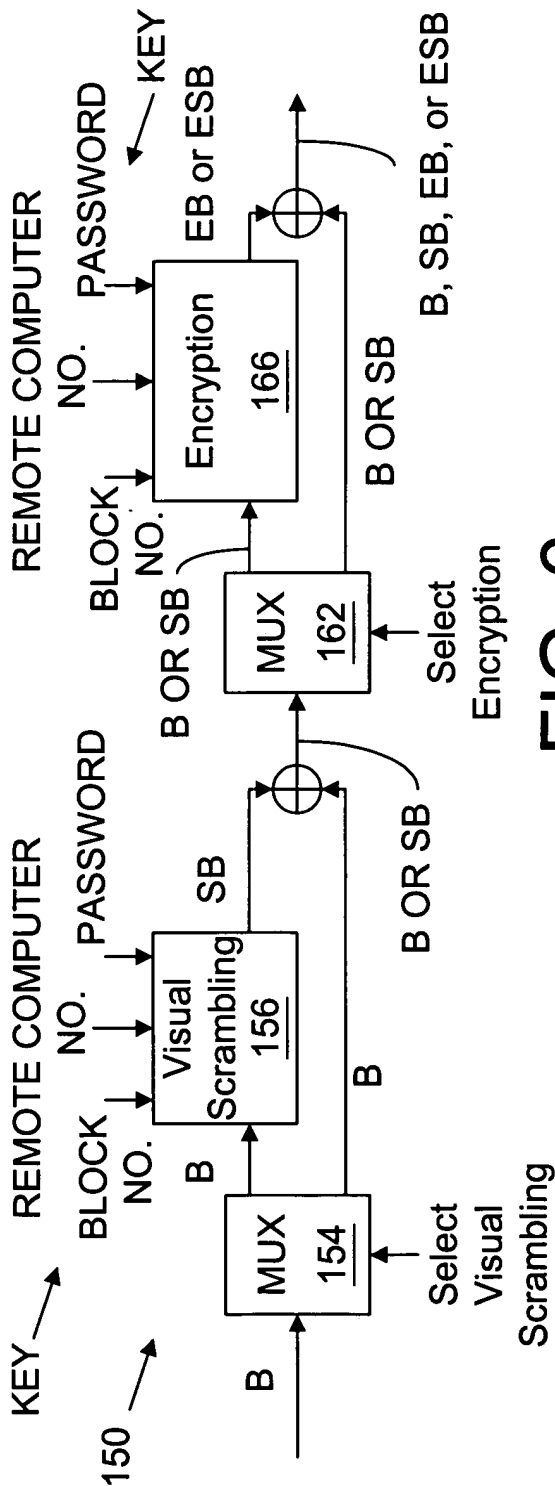 KEY
150
REMOTE COMPUTER
NO.
BLOCK
NO.
PASSWORD
B
MUX
154
Select
Visual
Scrambling
B
B
Visual
Scrambling
156
SB
B OR SB
MUX
162
Select
Encryption
B OR SB
B OR SB
REMOTE COMPUTER
NO.
BLOCK
NO.
PASSWORD
KEY
Encryption
166
EB or ESB
B, SB, EB, or ESB
FIG.